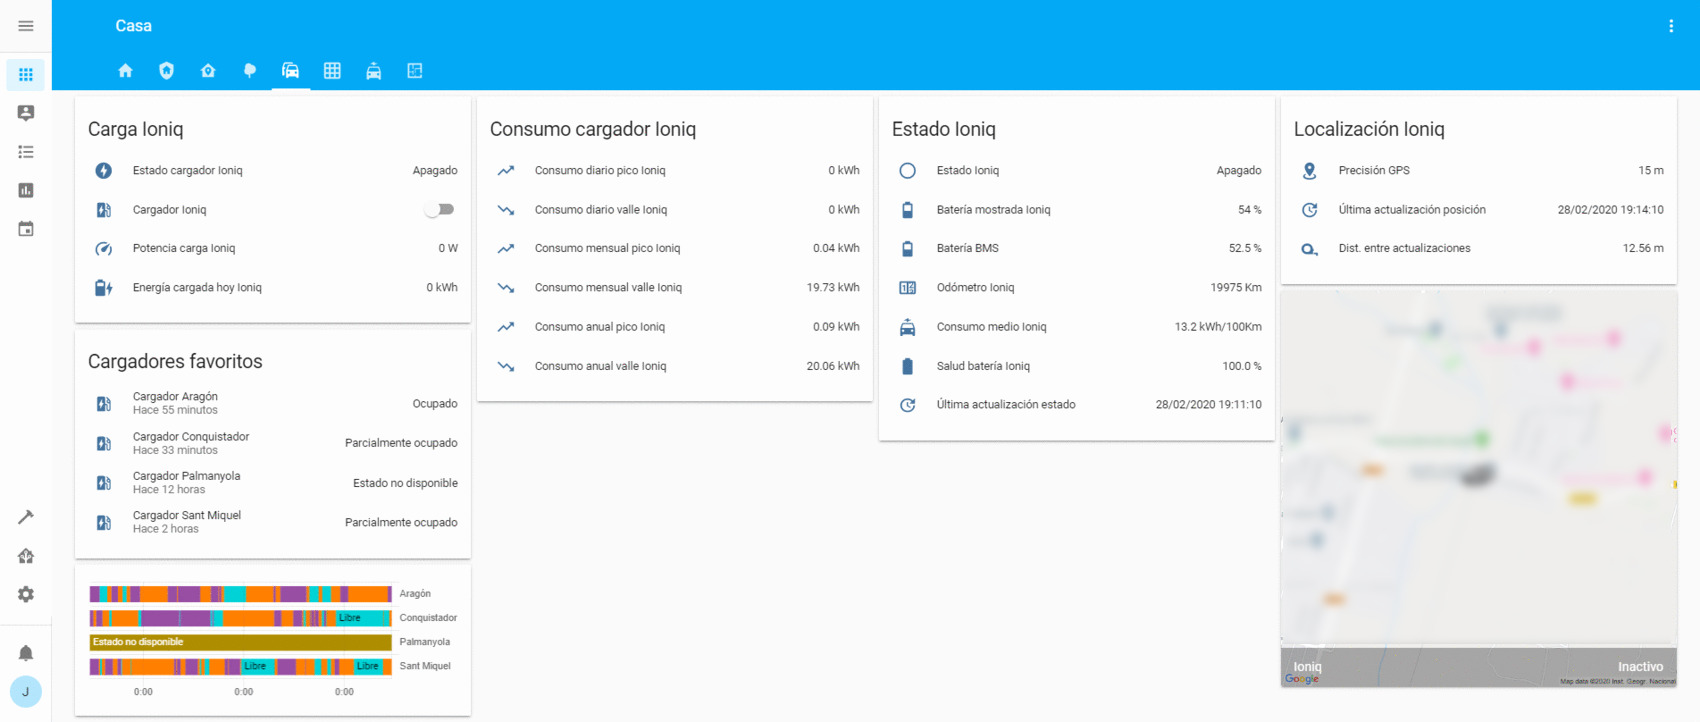 Casa
Carga Ioniq
Estado cargador Ioniq Apagado
Cargador Ioniq
Potencia carga Ioniq 0 W
Energía cargada hoy Ioniq 0 kWh
Cargadores favoritos
Cargador Aragón
Hace 55 minutos
Ocupado
Cargador Conquistador
Hace 33 minutos
Parcialmente ocupado
Cargador Palmanyola
Hace 12 horas
Estado no disponible
Cargador Sant Miquel
Hace 2 horas
Parcialmente ocupado
Aragón
Libre Conquistador
Estado no disponible Palmanyola
Libre Libre Sant Miquel
0:00 0:00 0:00
Consumo cargador Ioniq
Consumo diario pico Ioniq 0 kWh
Consumo diario valle Ioniq 0 kWh
Consumo mensual pico Ioniq 0.04 kWh
Consumo mensual valle Ioniq 19.73 kWh
Consumo anual pico Ioniq 0.09 kWh
Consumo anual valle Ioniq 20.06 kWh
Estado Ioniq
Estado Ioniq Apagado
Batería mostrada Ioniq 54 %
Batería BMS 52.5 %
Odómetro Ioniq 19975 Km
Consumo medio Ioniq 13.2 kWh/100Km
Salud batería Ioniq 100.0 %
Última actualización estado 28/02/2020 19:11:10
Localización Ioniq
Precisión GPS 15 m
Última actualización posición 28/02/2020 19:14:10
Dist. entre actualizaciones 12.56 m
Ioniq Inactivo
Google
Map data ©2020 Inst. Geogr. Nacional
J